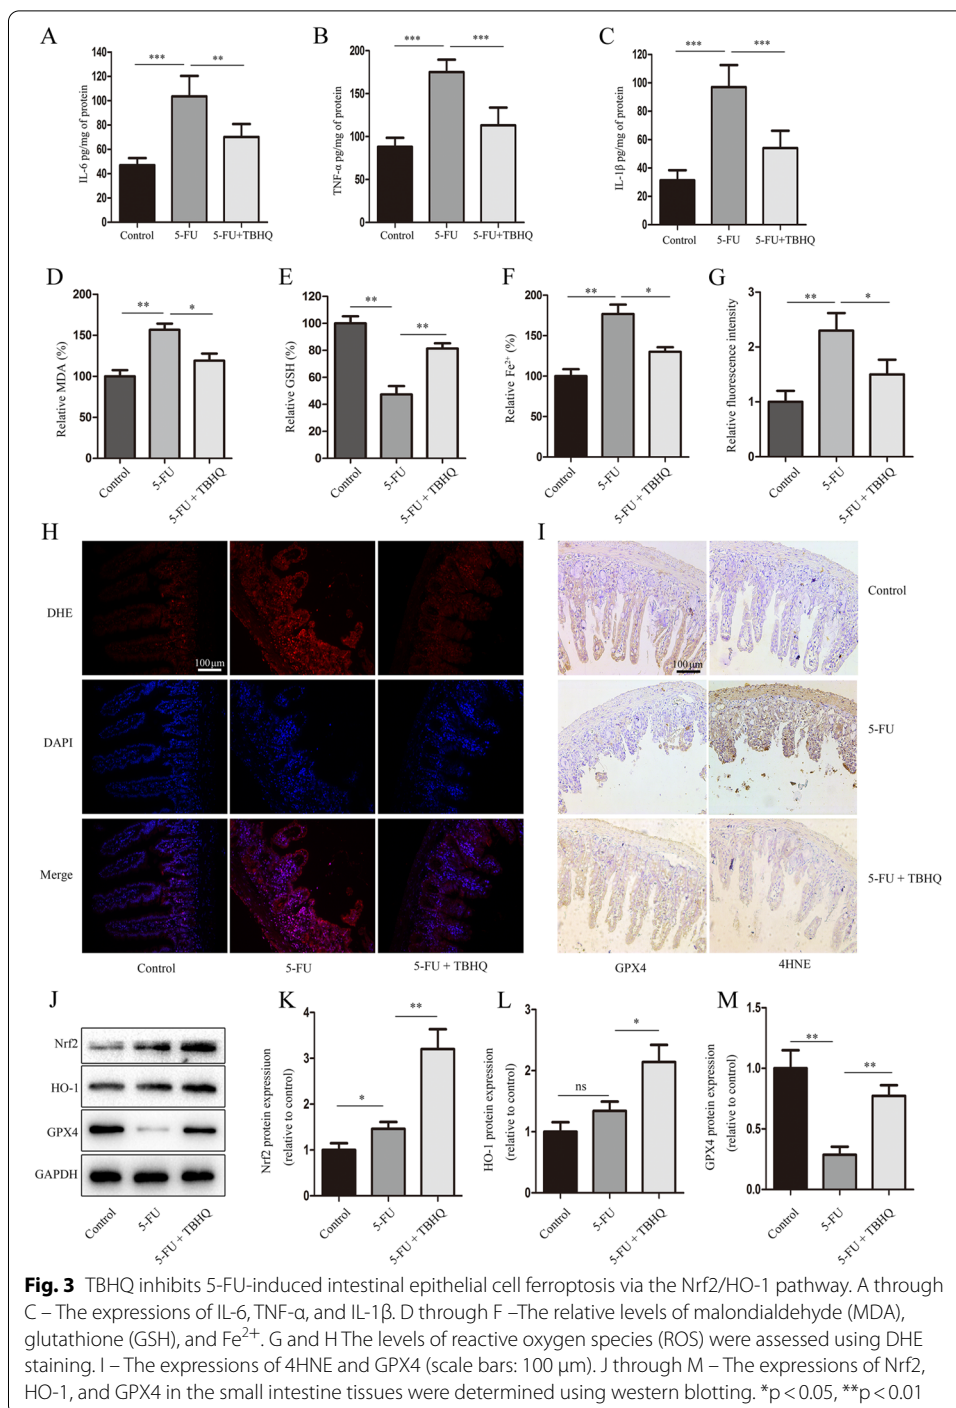 A
IL-6 pg/mg of protein
140
120
100
80
60
40
20
0
***
**
Control
5-FU
5-FU+TBHQ
B
TNF-α pg/mg of protein
200
150
100
50
0
***
***
Control
5-FU
5-FU+TBHQ
C
IL-1β pg/mg of protein
140
120
100
80
60
40
20
0
***
***
Control
5-FU
5-FU+TBHQ
D
Relative MDA (%)
200
150
100
50
0
**
*
Control
5-FU
5-FU + TBHQ
E
Relative GSH (%)
120
100
80
60
40
20
0
**
**
Control
5-FU
5-FU + TBHQ
F
Relative Fe²⁺ (%)
200
150
100
50
0
**
*
Control
5-FU
5-FU + TBHQ
G
Relative fluorescence intensity
3
2
1
0
**
*
Control
5-FU
5-FU + TBHQ
H
DHE
100 μm
DAPI
Merge
Control
5-FU
5-FU + TBHQ
I
100 μm
Control
5-FU
5-FU + TBHQ
GPX4
4HNE
J
Nrf2
HO-1
GPX4
GAPDH
Control
5-FU
5-FU + TBHQ
K
Nrf2 protein expressiuon
(relative to control)
4
3
2
1
0
*
**
Control
5-FU
5-FU + TBHQ
L
HO-1 protein expression
(relative to control)
3
2
1
0
ns
*
Control
5-FU
5-FU + TBHQ
M
GPX4 protein expression
(relative to control)
1.5
1.0
0.5
0.0
**
**
Control
5-FU
5-FU + TBHQ
Fig. 3 TBHQ inhibits 5-FU-induced intestinal epithelial cell ferroptosis via the Nrf2/HO-1 pathway. A through
C – The expressions of IL-6, TNF-α, and IL-1β. D through F –The relative levels of malondialdehyde (MDA),
glutathione (GSH), and Fe²⁺. G and H The levels of reactive oxygen species (ROS) were assessed using DHE
staining. I – The expressions of 4HNE and GPX4 (scale bars: 100 μm). J through M – The expressions of Nrf2,
HO-1, and GPX4 in the small intestine tissues were determined using western blotting. *p < 0.05, **p < 0.01